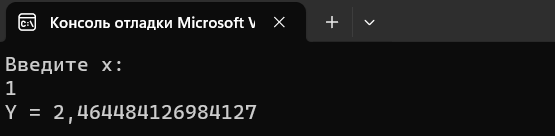 Консоль отладки Microsoft V
Введите x:
1
Y = 2,464484126984127